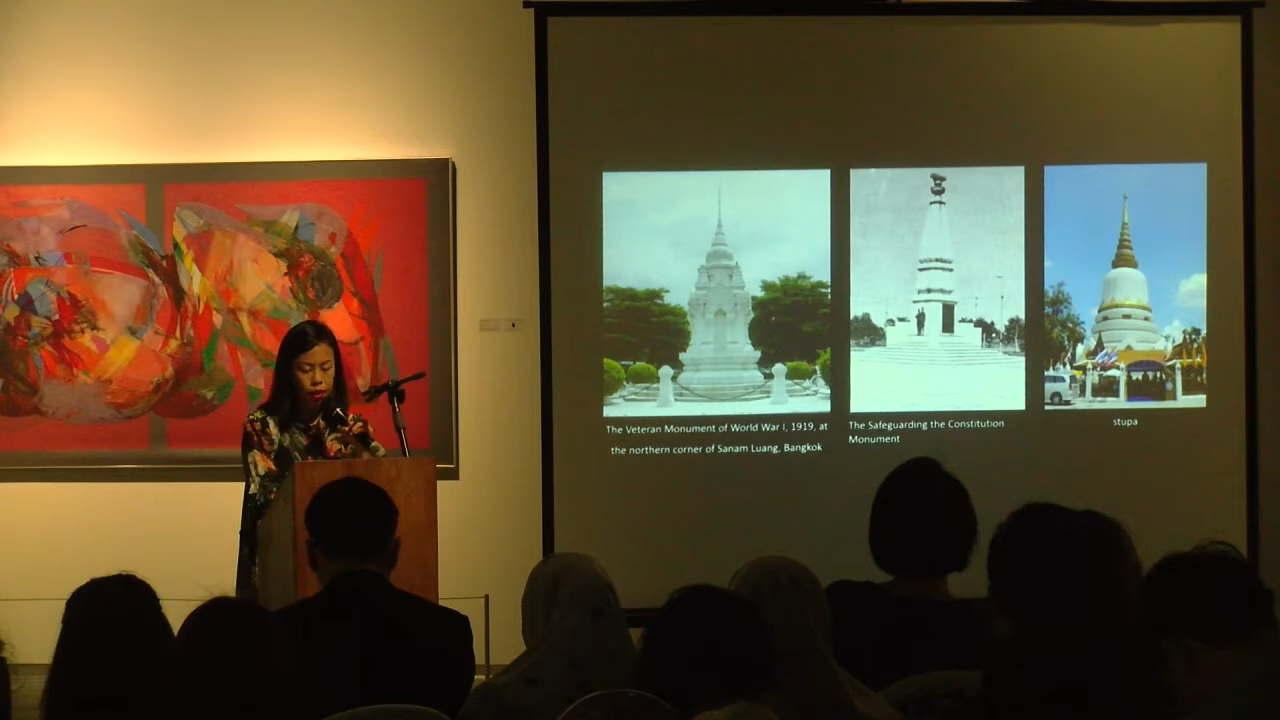 The Veteran Monument of World War I, 1919, at
the northern corner of Sanam Luang, Bangkok
The Safeguarding the Constitution
Monument
stupa